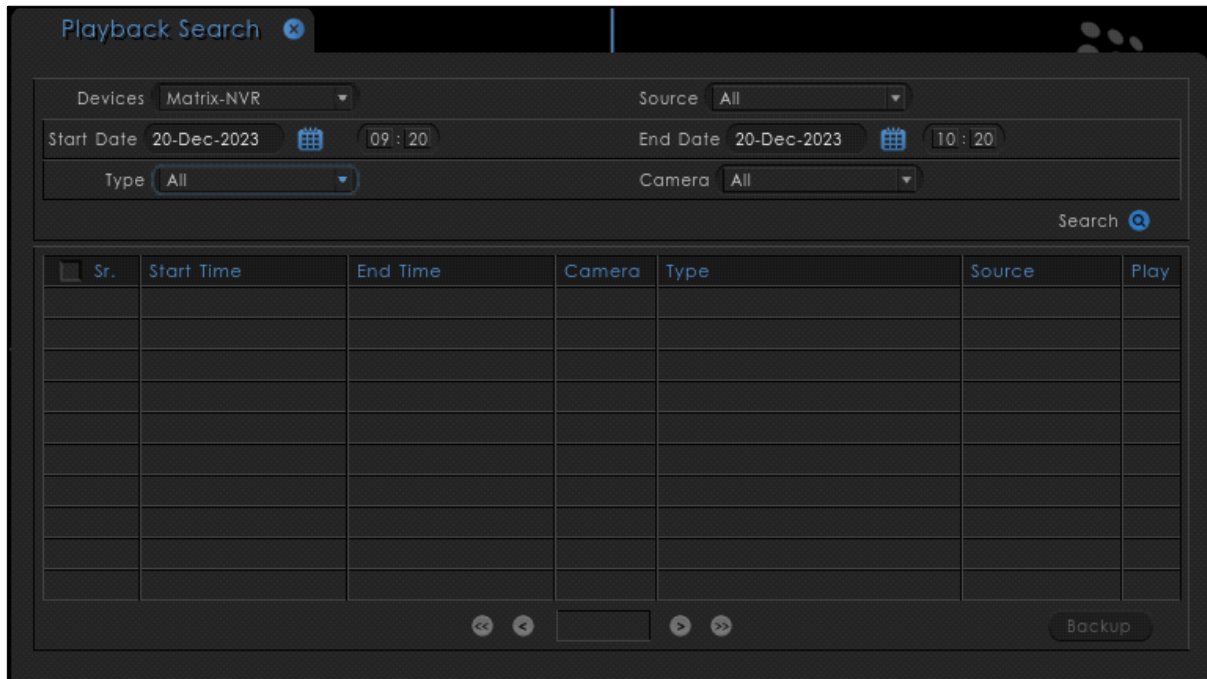 Playback Search
Devices Matrix-NVR Source All
Start Date 20-Dec-2023 09 : 20 End Date 20-Dec-2023 10 : 20
Type All Camera All
Search
Sr. Start Time End Time Camera Type Source Play
Backup